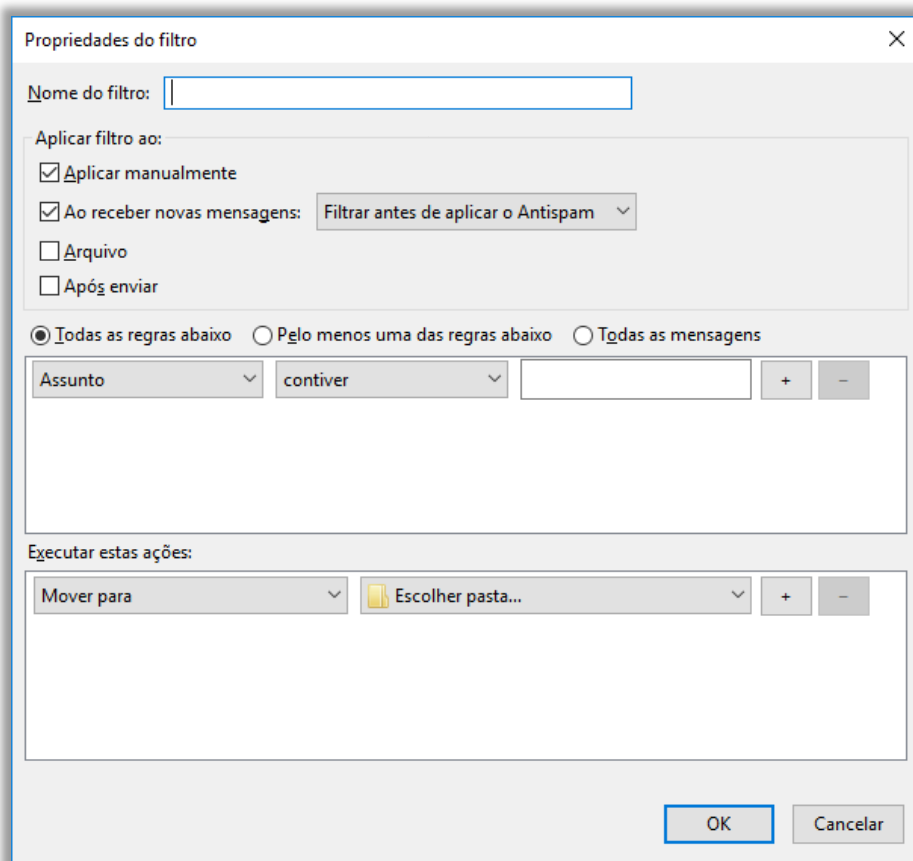 Propriedades do filtro
Nome do filtro:
Aplicar filtro ao:
Aplicar manualmente
Ao receber novas mensagens: Filtrar antes de aplicar o Antispam
Arquivo
Após enviar
Todas as regras abaixo Pelo menos uma das regras abaixo Todas as mensagens
Assunto contiver + −
Executar estas ações:
Mover para Escolher pasta... + −
OK Cancelar